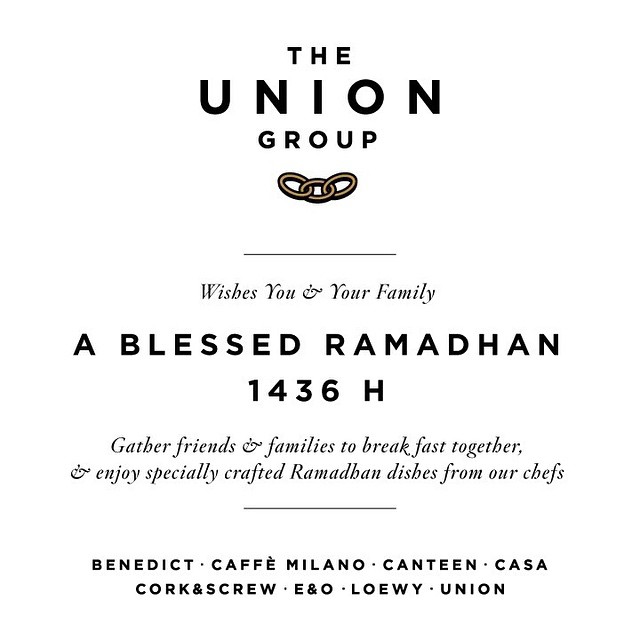 THE
UNION
GROUP
Wishes You & Your Family
A BLESSED RAMADHAN
1436 H
Gather friends & families to break fast together,
& enjoy specially crafted Ramadhan dishes from our chefs
BENEDICT · CAFFÈ MILANO · CANTEEN · CASA
CORK&SCREW · E&O · LOEWY · UNION